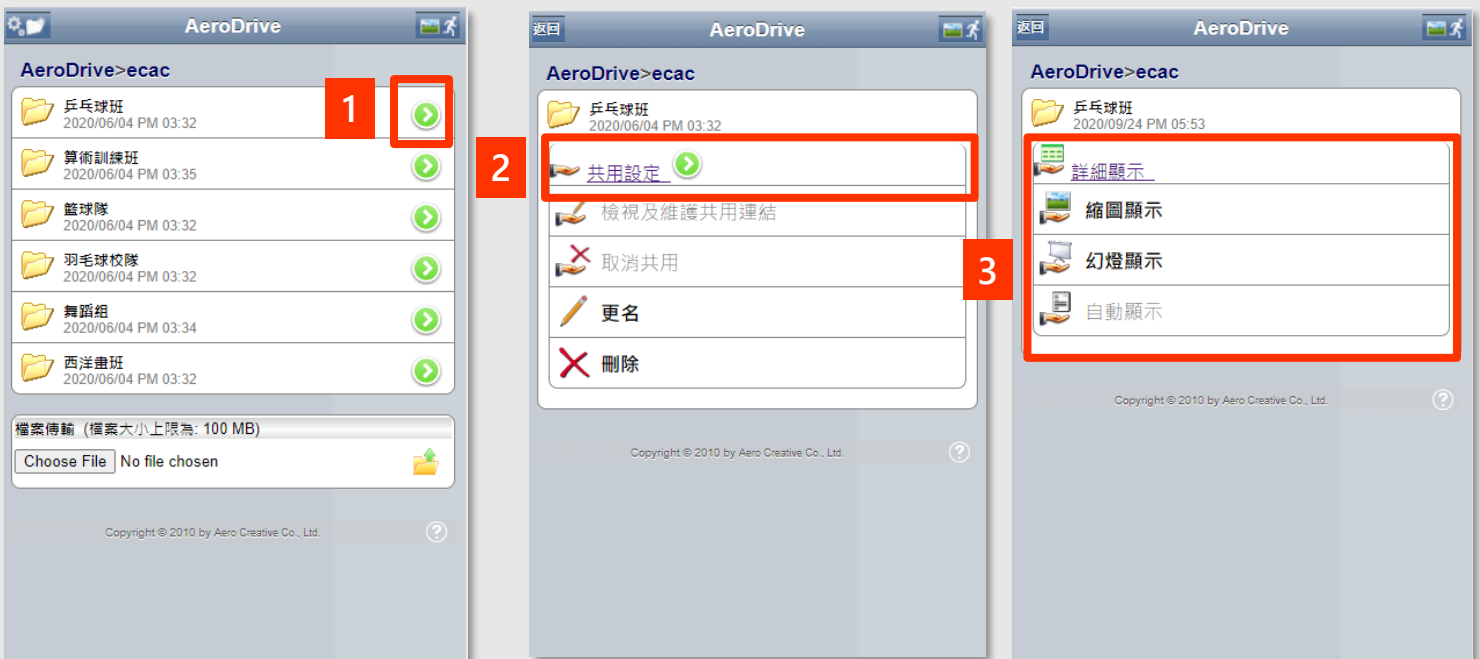 AeroDrive
AeroDrive>ecac
乒乓球班
2020/06/04 PM 03:32
1
算術訓練班
2020/06/04 PM 03:35
籃球隊
2020/06/04 PM 03:32
羽毛球校隊
2020/06/04 PM 03:32
舞蹈組
2020/06/04 PM 03:34
西洋畫班
2020/06/04 PM 03:32
檔案傳輸 (檔案大小上限為: 100 MB)
Choose File No file chosen
Copyright © 2010 by Aero Creative Co., Ltd.
?
返回 AeroDrive
AeroDrive>ecac
乒乓球班
2020/06/04 PM 03:32
2
共用設定
檢視及維護共用連結
取消共用
更名
刪除
Copyright © 2010 by Aero Creative Co., Ltd.
?
返回 AeroDrive
AeroDrive>ecac
乒乓球班
2020/09/24 PM 05:53
3
詳細顯示
縮圖顯示
幻燈顯示
自動顯示
Copyright © 2010 by Aero Creative Co., Ltd.
?